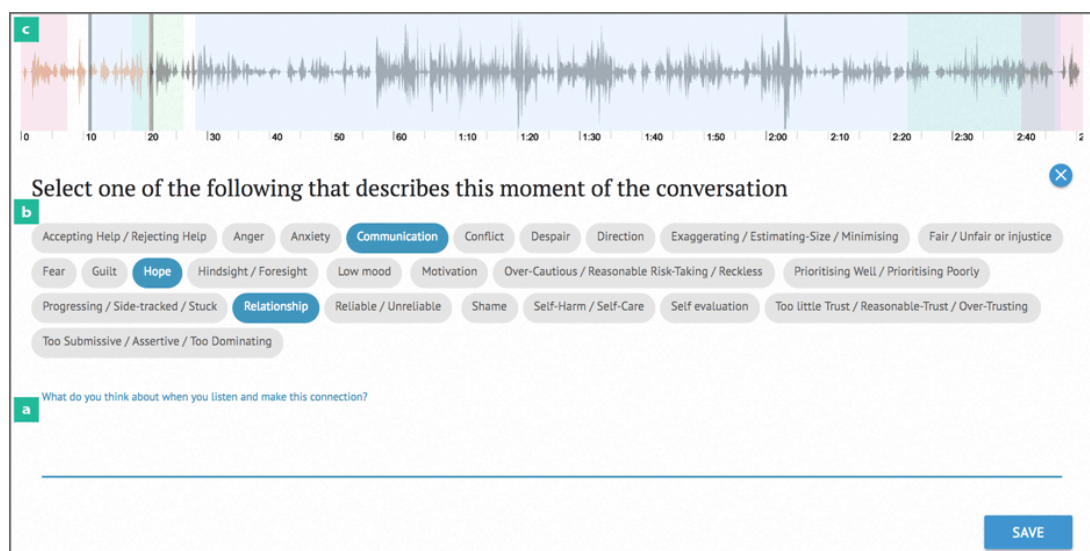 c
0 10 20 30 40 50 60 1:10 1:20 1:30 1:40 1:50 2:00 2:10 2:20 2:30 2:40 2
Select one of the following that describes this moment of the conversation
b
Accepting Help / Rejecting Help Anger Anxiety Communication Conflict Despair Direction Exaggerating / Estimating-Size / Minimising Fair / Unfair or injustice
Fear Guilt Hope Hindsight / Foresight Low mood Motivation Over-Cautious / Reasonable Risk-Taking / Reckless Prioritising Well / Prioritising Poorly
Progressing / Side-tracked / Stuck Relationship Reliable / Unreliable Shame Self-Harm / Self-Care Self evaluation Too little Trust / Reasonable-Trust / Over-Trusting
Too Submissive / Assertive / Too Dominating
What do you think about when you listen and make this connection?
a
SAVE